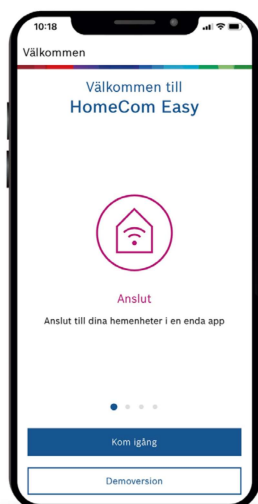 10:18
Välkommen
Välkommen till
HomeCom Easy
Anslut
Anslut till dina hemenheter i en enda app
Kom igång
Demoversion